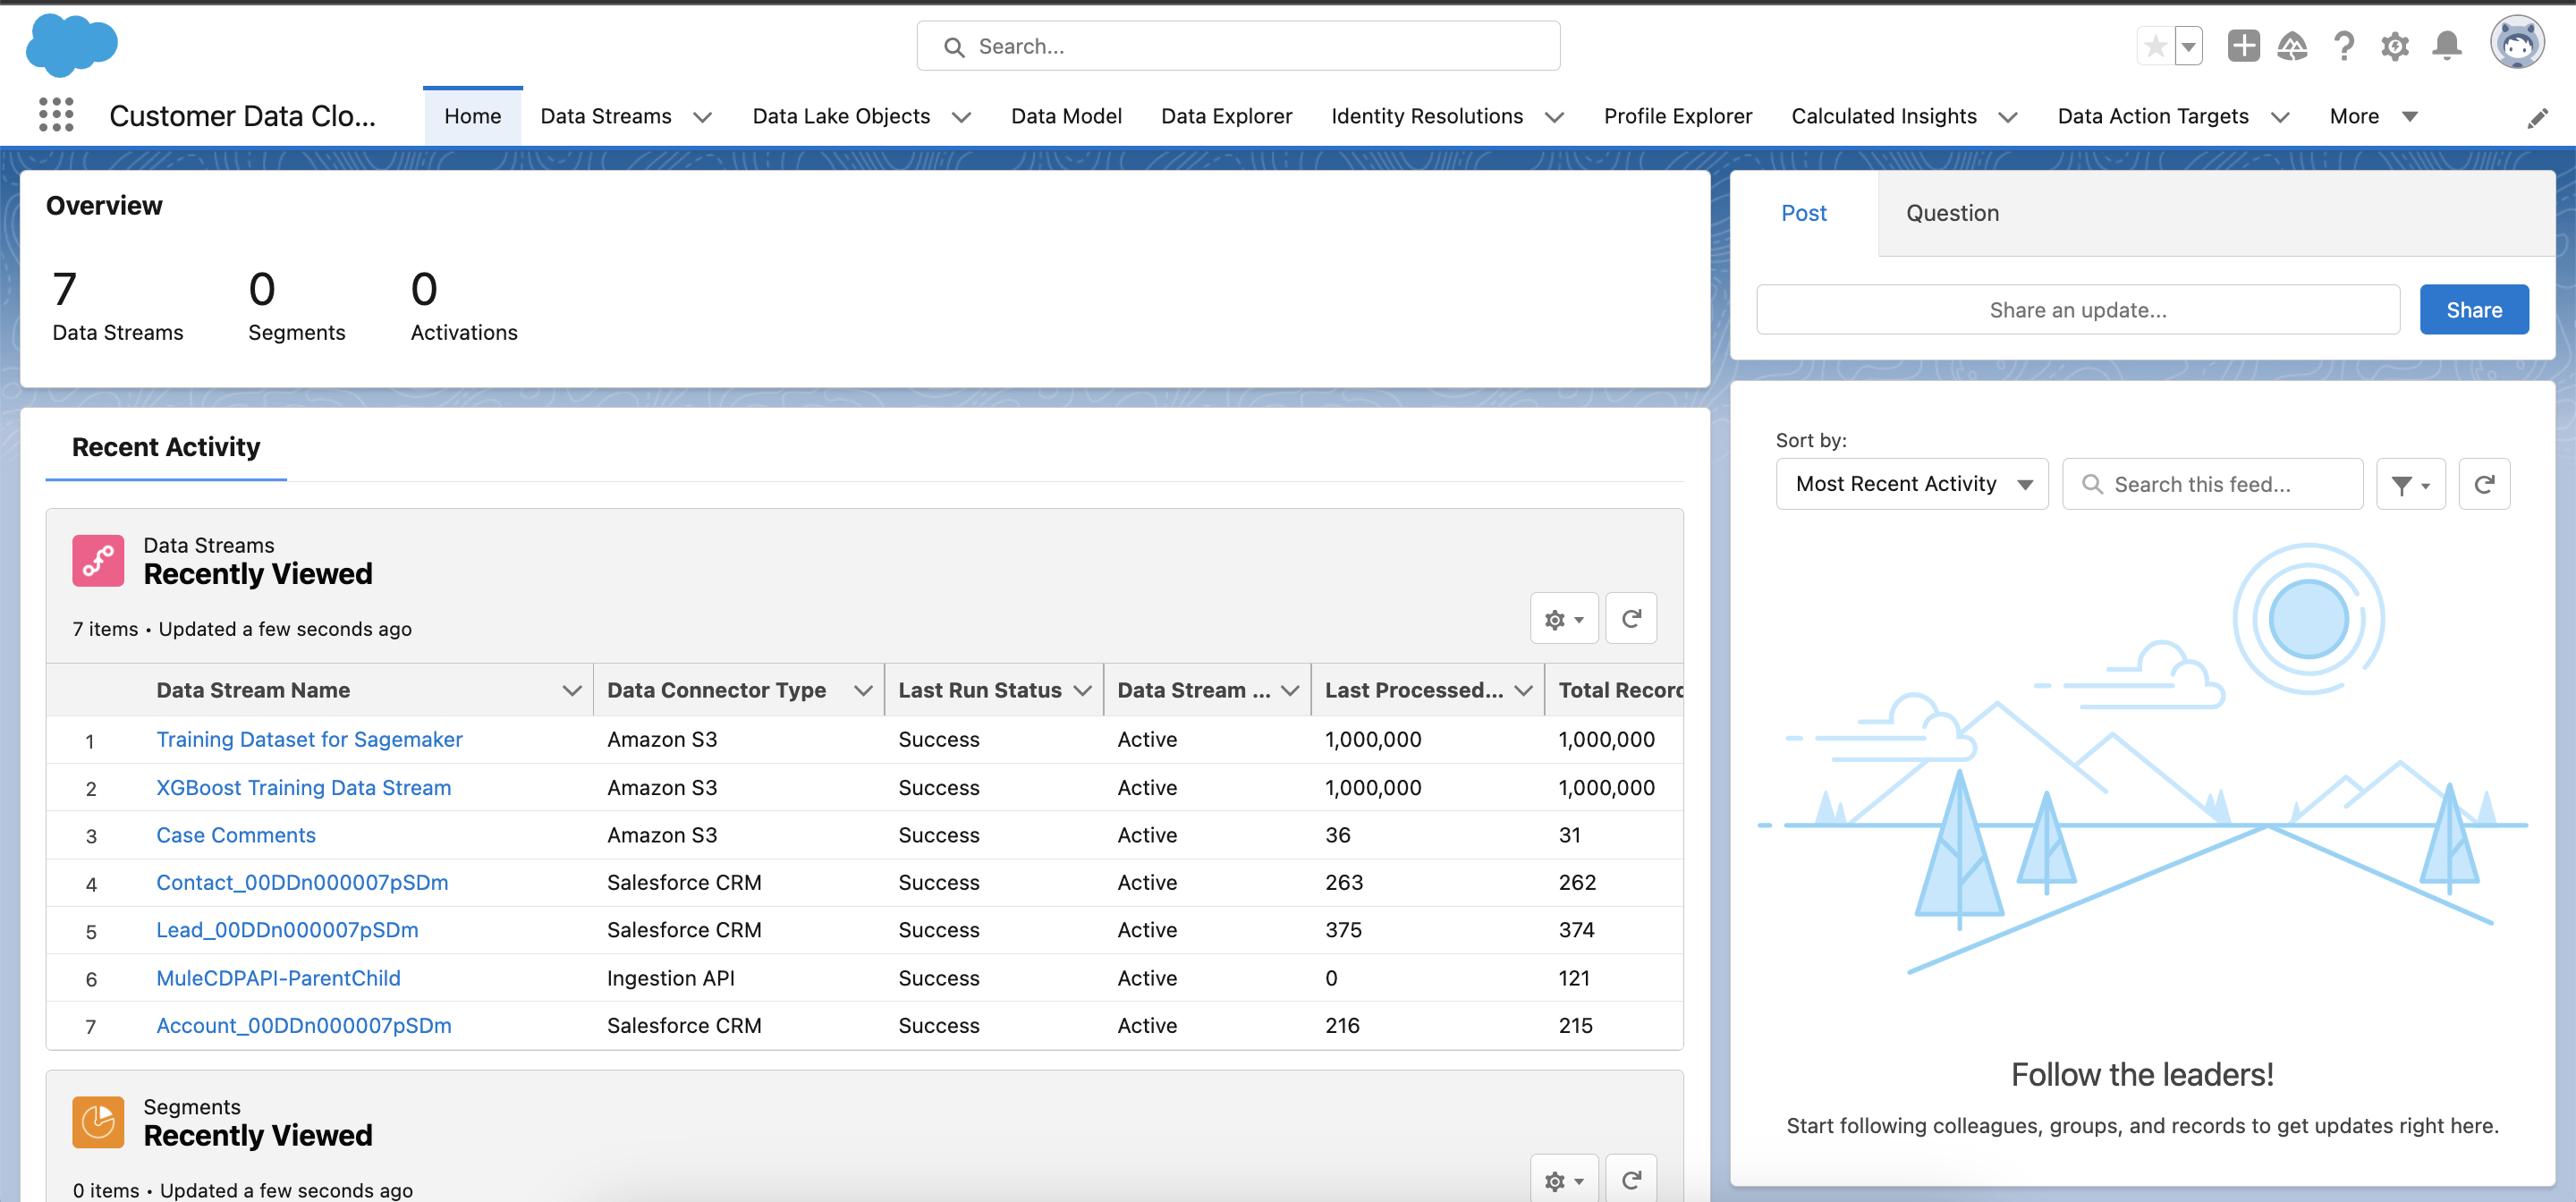 Search...
Customer Data Clo...
Home
Data Streams
Data Lake Objects
Data Model
Data Explorer
Identity Resolutions
Profile Explorer
Calculated Insights
Data Action Targets
More
Overview
7
Data Streams
0
Segments
0
Activations
Recent Activity
Data Streams
Recently Viewed
7 items • Updated a few seconds ago
Data Stream Name Data Connector Type Last Run Status Data Stream ... Last Processed... Total Record
1 Training Dataset for Sagemaker Amazon S3 Success Active 1,000,000 1,000,000
2 XGBoost Training Data Stream Amazon S3 Success Active 1,000,000 1,000,000
3 Case Comments Amazon S3 Success Active 36 31
4 Contact_00DDn000007pSDm Salesforce CRM Success Active 263 262
5 Lead_00DDn000007pSDm Salesforce CRM Success Active 375 374
6 MuleCDPAPI-ParentChild Ingestion API Success Active 0 121
7 Account_00DDn000007pSDm Salesforce CRM Success Active 216 215
Segments
Recently Viewed
0 items • Updated a few seconds ago
Post
Question
Share an update...
Share
Sort by:
Most Recent Activity
Search this feed...
Follow the leaders!
Start following colleagues, groups, and records to get updates right here.